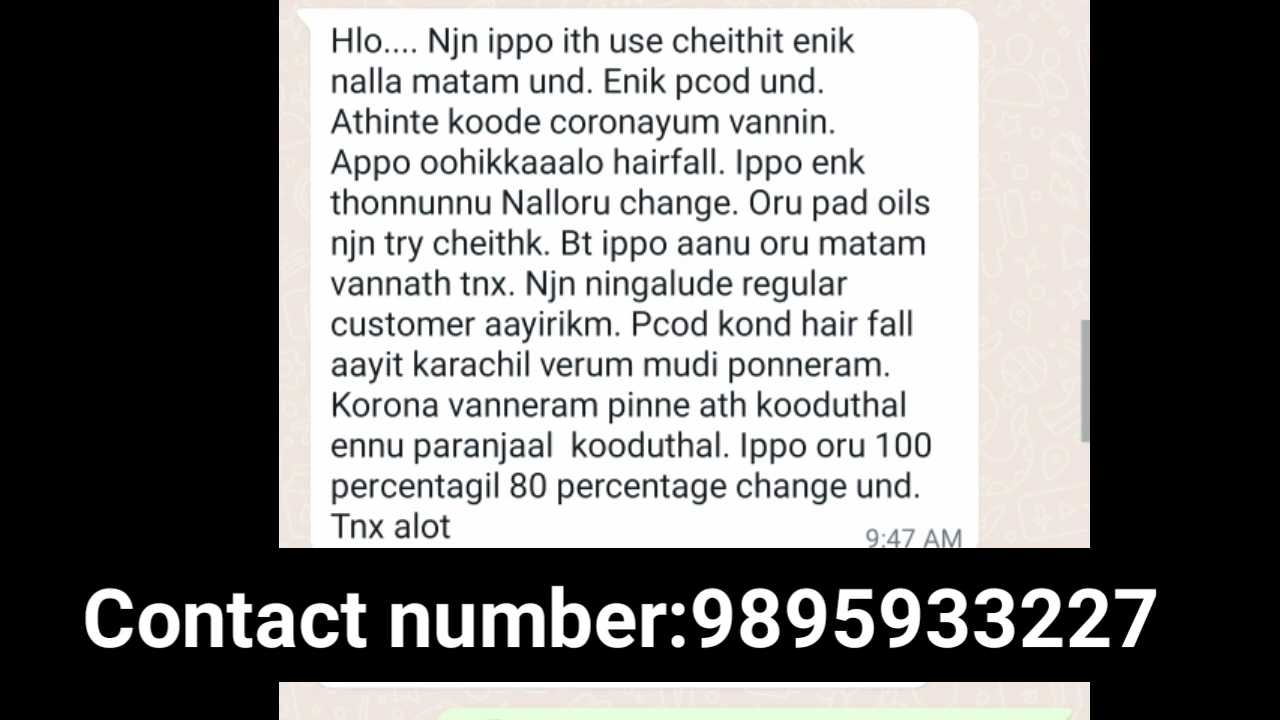 Hlo.... Njn ippo ith use cheithit enik
nalla matam und. Enik pcod und.
Athinte koode coronayum vannin.
Appo oohikkaaalo hairfall. Ippo enk
thonnunnu Nalloru change. Oru pad oils
njn try cheithk. Bt ippo aanu oru matam
vannath tnx. Njn ningalude regular
customer aayirikm. Pcod kond hair fall
aayit karachil verum mudi ponneram.
Korona vanneram pinne ath kooduthal
ennu paranjaal  kooduthal. Ippo oru 100
percentagil 80 percentage change und.
Tnx alot
9:47 AM
Contact number:9895933227